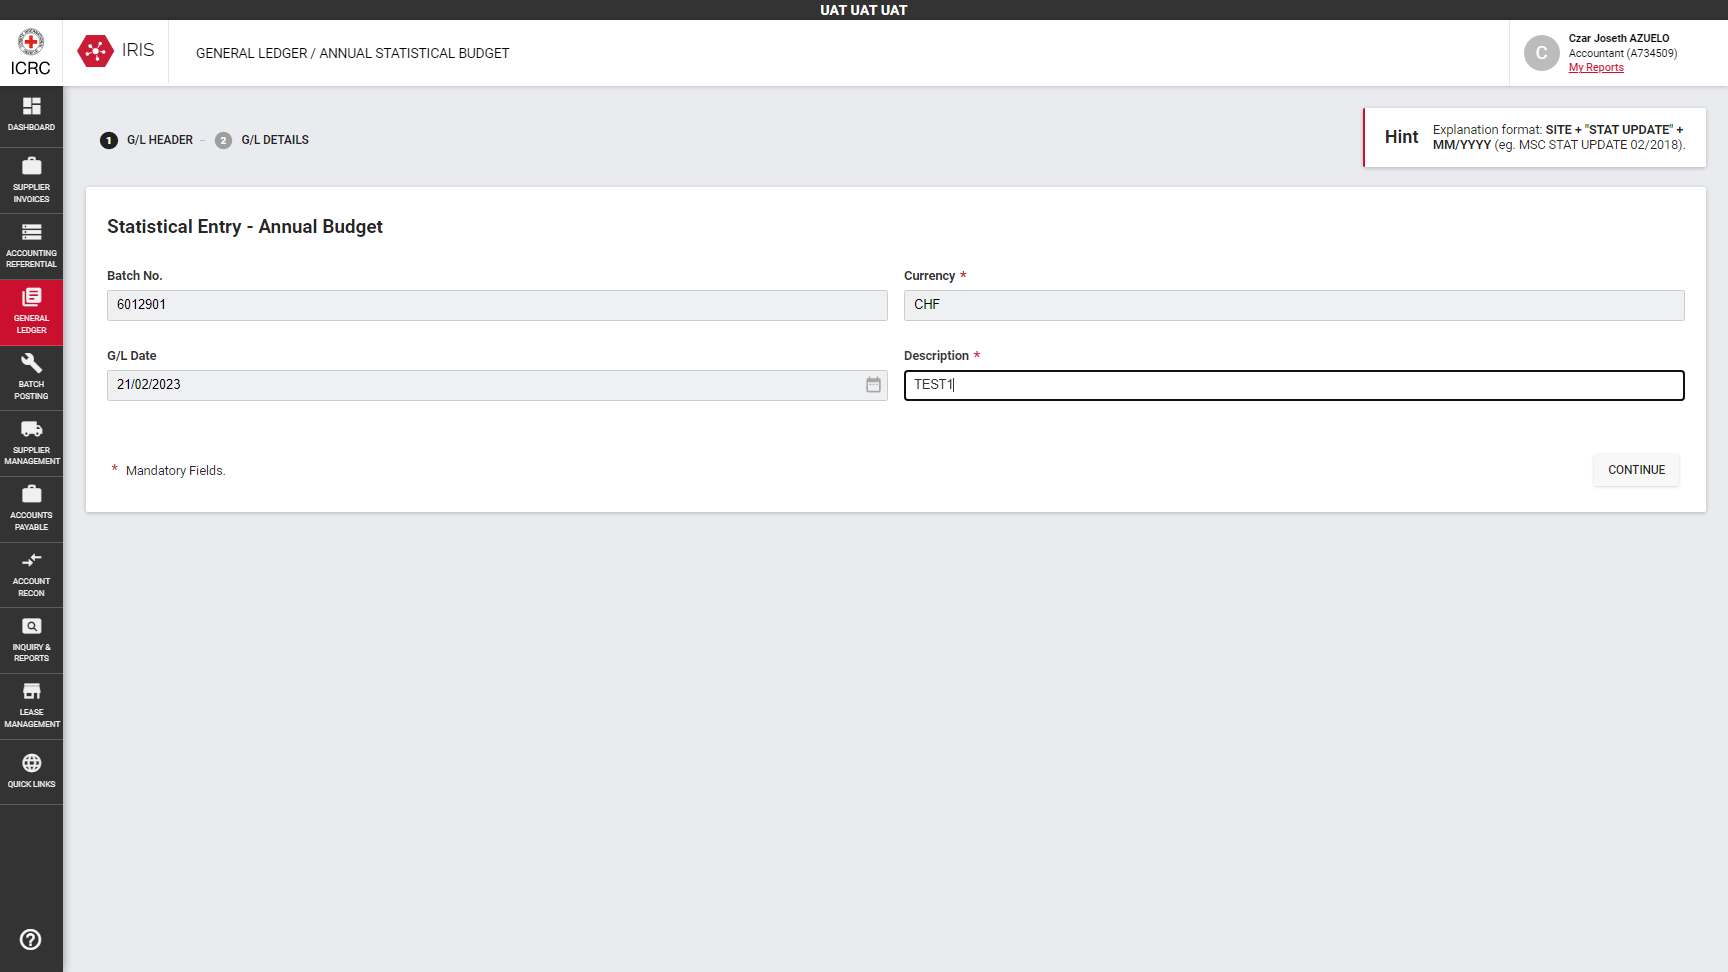 UAT UAT UAT
ICRC
IRIS
GENERAL LEDGER / ANNUAL STATISTICAL BUDGET
C
Czar Joseth AZUELO
Accountant (A734509)
My Reports
DASHBOARD
SUPPLIER
INVOICES
ACCOUNTING
REFERENTIAL
GENERAL
LEDGER
BATCH
POSTING
SUPPLIER
MANAGEMENT
ACCOUNTS
PAYABLE
ACCOUNT
RECON
INQUIRY &
REPORTS
LEASE
MANAGEMENT
QUICK LINKS
1 G/L HEADER – 2 G/L DETAILS
Hint
Explanation format: SITE + "STAT UPDATE" +
MM/YYYY (eg. MSC STAT UPDATE 02/2018).
Statistical Entry - Annual Budget
Batch No.
6012901
Currency *
CHF
G/L Date
21/02/2023
Description *
TEST1
* Mandatory Fields.
CONTINUE